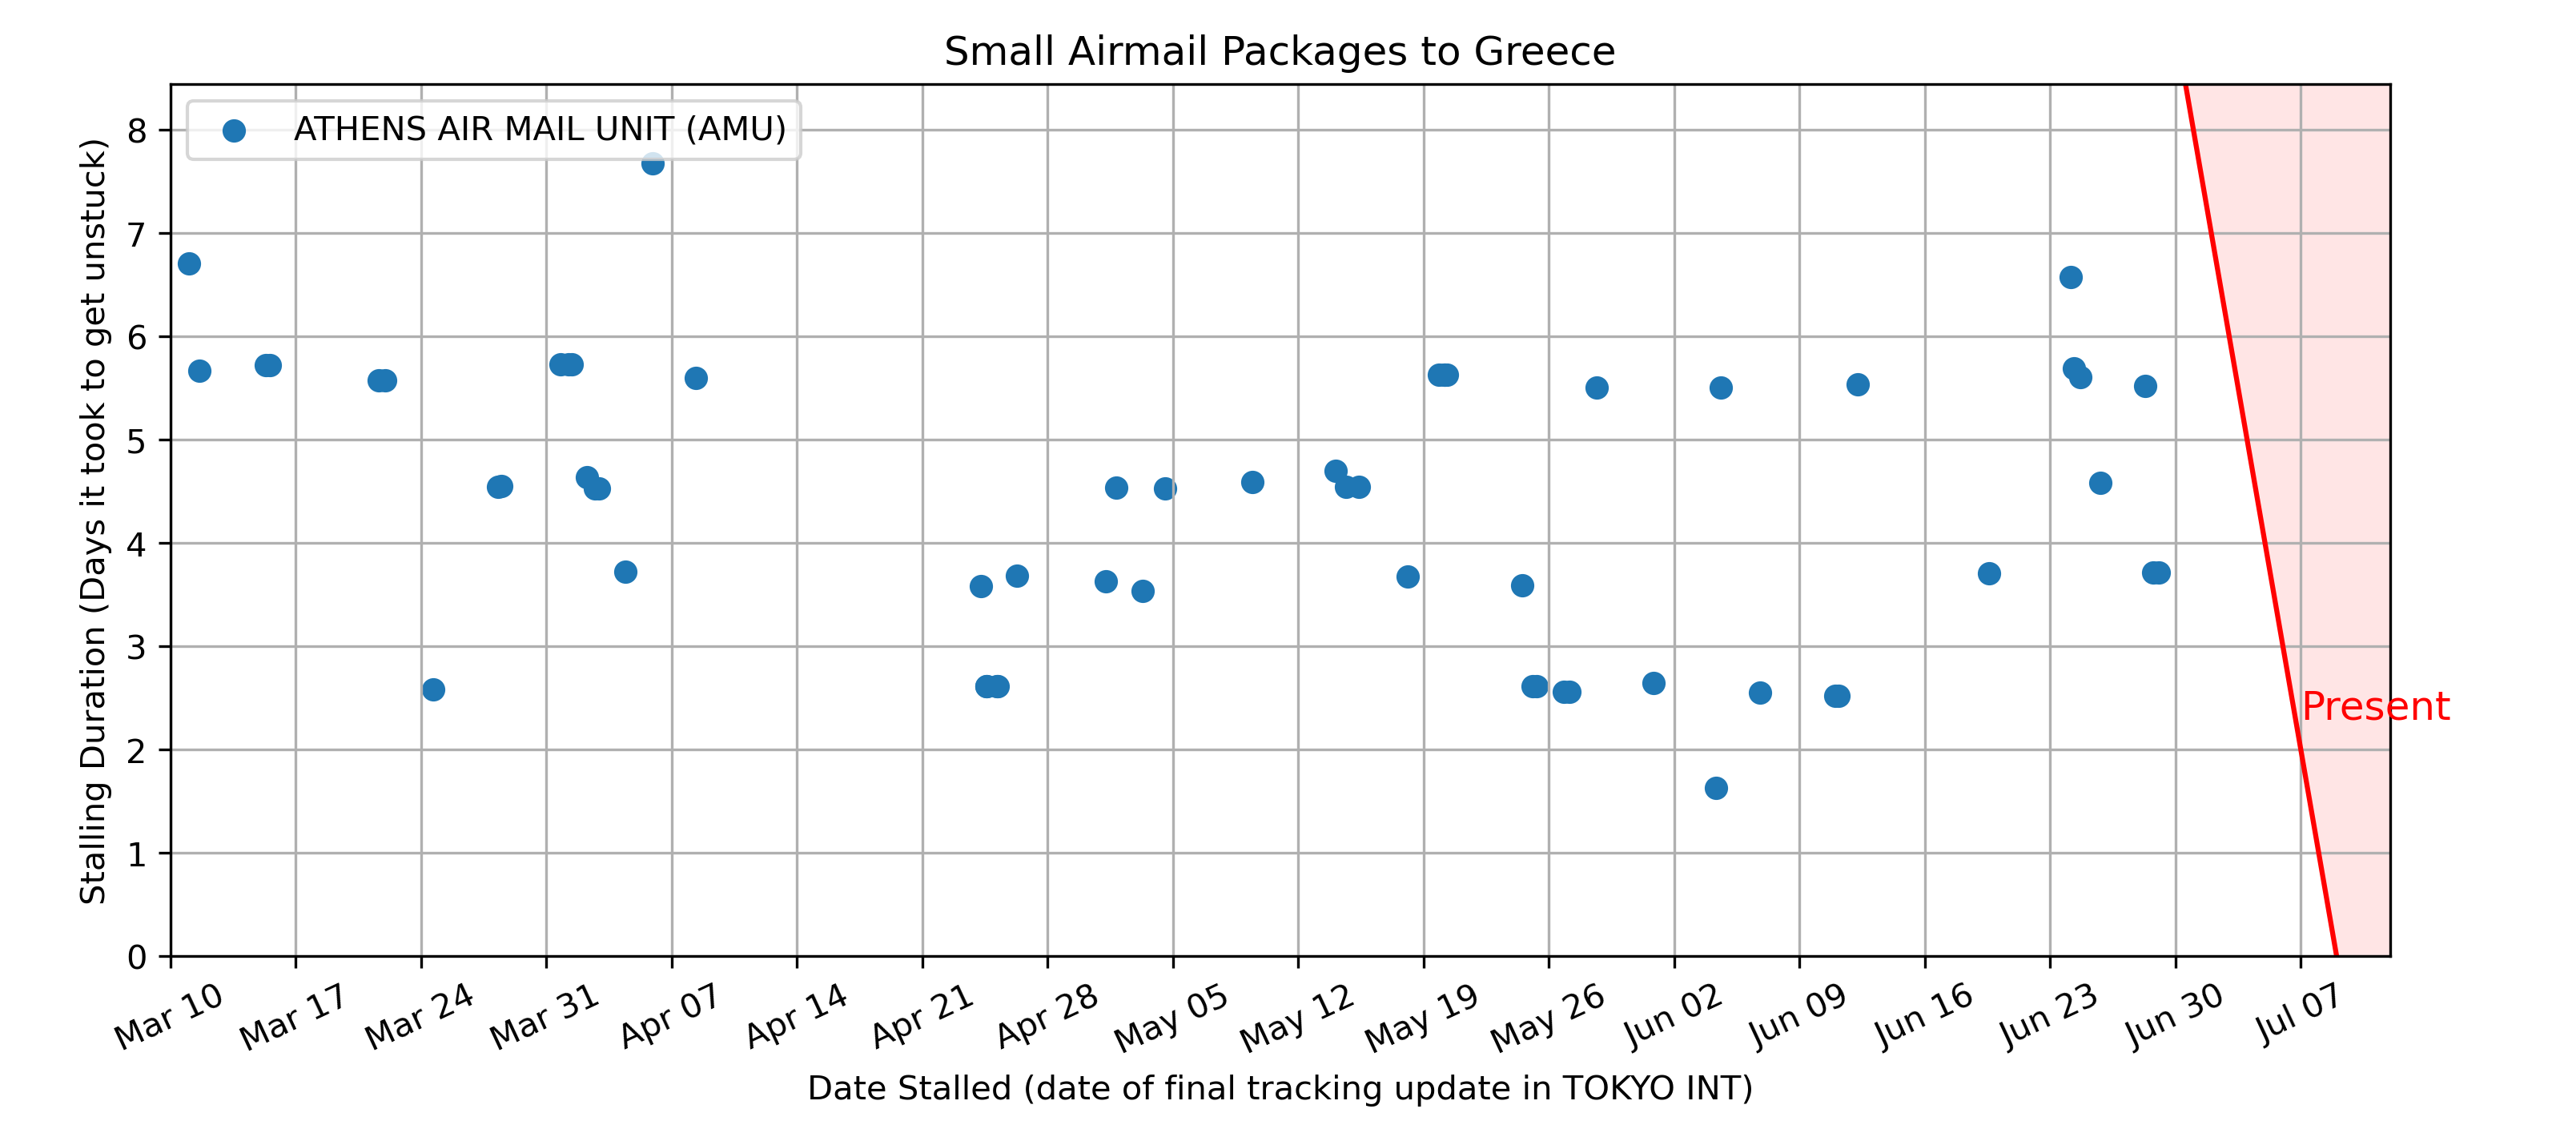 Small Airmail Packages to Greece
ATHENS AIR MAIL UNIT (AMU)
Stalling Duration (Days it took to get unstuck)
8
7
6
5
4
3
2
1
0
Present
Mar 10
Mar 17
Mar 24
Mar 31
Apr 07
Apr 14
Apr 21
Apr 28
May 05
May 12
May 19
May 26
Jun 02
Jun 09
Jun 16
Jun 23
Jun 30
Jul 07
Date Stalled (date of final tracking update in TOKYO INT)